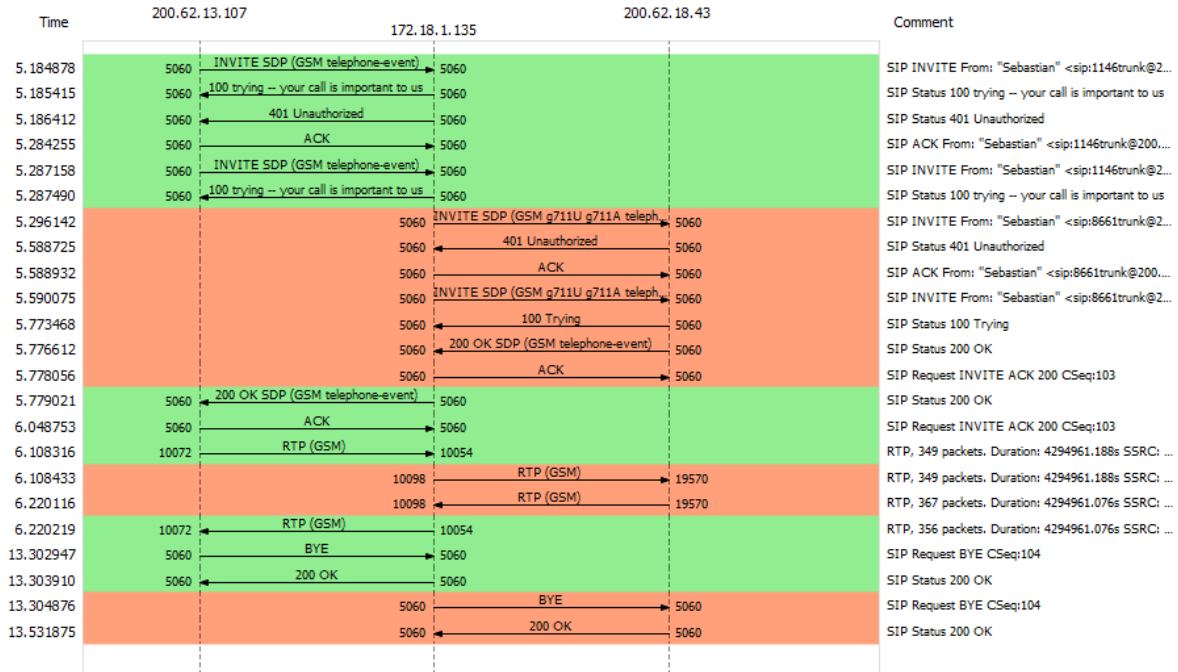 Time 200.62.13.107 172.18.1.135 200.62.18.43 Comment
5.184878 5060 INVITE SDP (GSM telephone-event) 5060 SIP INVITE From: "Sebastian" <sip:1146trunk@2...
5.185415 5060 100 trying -- your call is important to us 5060 SIP Status 100 trying -- your call is important to us
5.186412 5060 401 Unauthorized 5060 SIP Status 401 Unauthorized
5.284255 5060 ACK 5060 SIP ACK From: "Sebastian" <sip:1146trunk@200....
5.287158 5060 INVITE SDP (GSM telephone-event) 5060 SIP INVITE From: "Sebastian" <sip:1146trunk@2...
5.287490 5060 100 trying -- your call is important to us 5060 SIP Status 100 trying -- your call is important to us
5.296142 5060 INVITE SDP (GSM g711U g711A teleph... 5060 SIP INVITE From: "Sebastian" <sip:8661trunk@2...
5.588725 5060 401 Unauthorized 5060 SIP Status 401 Unauthorized
5.588932 5060 ACK 5060 SIP ACK From: "Sebastian" <sip:8661trunk@200....
5.590075 5060 INVITE SDP (GSM g711U g711A teleph... 5060 SIP INVITE From: "Sebastian" <sip:8661trunk@2...
5.773468 5060 100 Trying 5060 SIP Status 100 Trying
5.776612 5060 200 OK SDP (GSM telephone-event) 5060 SIP Status 200 OK
5.778056 5060 ACK 5060 SIP Request INVITE ACK 200 CSeq:103
5.779021 5060 200 OK SDP (GSM telephone-event) 5060 SIP Status 200 OK
6.048753 5060 ACK 5060 SIP Request INVITE ACK 200 CSeq:103
6.108316 10072 RTP (GSM) 10054 RTP, 349 packets. Duration: 4294961.188s SSRC: ...
6.108433 10098 RTP (GSM) 19570 RTP, 349 packets. Duration: 4294961.188s SSRC: ...
6.220116 10098 RTP (GSM) 19570 RTP, 367 packets. Duration: 4294961.076s SSRC: ...
6.220219 10072 RTP (GSM) 10054 RTP, 356 packets. Duration: 4294961.076s SSRC: ...
13.302947 5060 BYE 5060 SIP Request BYE CSeq:104
13.303910 5060 200 OK 5060 SIP Status 200 OK
13.304876 5060 BYE 5060 SIP Request BYE CSeq:104
13.531875 5060 200 OK 5060 SIP Status 200 OK